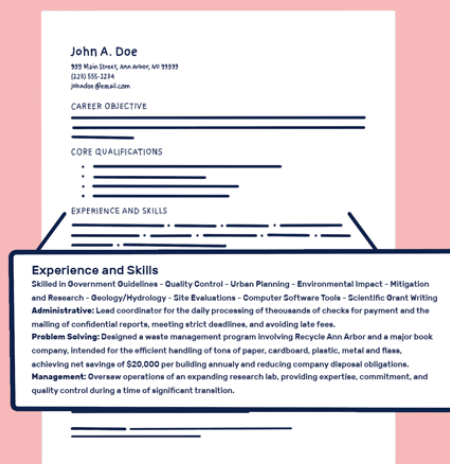 John A. Doe
999 Main Street, Ann Arbor, MI 99999
(223) 555-2234
johndoe@email.com
CAREER OBJECTIVE
CORE QUALIFICATIONS
EXPERIENCE AND SKILLS
Experience and Skills
Skilled in Government Guidelines - Quality Control - Urban Planning - Environmental Impact - Mitigation
and Research - Geology/Hydrology - Site Evaluations - Computer Software Tools - Scientific Grant Writing
Administrative: Lead coordinator for the daily processing of theousands of checks for payment and the
mailing of confidential reports, meeting strict deadlines, and avoiding late fees.
Problem Solving: Designed a waste management program involving Recycle Ann Arbor and a major book
company, intended for the efficient handling of tons of paper, cardboard, plastic, metal and flass,
achieving net savings of $20,000 per building annualy and reducing company disposal obligations.
Management: Oversaw operations of an expanding research lab, providing expertise, commitment, and
quality control during a time of significant transition.